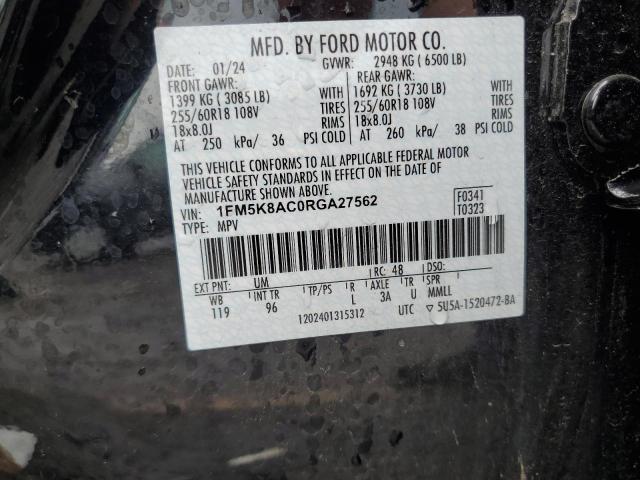 MFD. BY FORD MOTOR CO.
DATE: 01/24 GVWR: 2948 KG ( 6500 LB)
FRONT GAWR: REAR GAWR:
1399 KG ( 3085 LB) 1692 KG ( 3730 LB)
255/60R18 108V TIRES 255/60R18 108V TIRES
18x8.0J RIMS 18x8.0J RIMS
AT 250 kPa/ 36 PSI COLD AT 260 kPa/ 38 PSI COLD
THIS VEHICLE CONFORMS TO ALL APPLICABLE FEDERAL MOTOR
VEHICLE SAFETY STANDARDS IN EFFECT ON THE DATE OF
MANUFACTURE SHOWN ABOVE.
VIN: 1FM5K8AC0RGA27562 F0341
TYPE: MPV T0323
EXT PNT: UM RC: 48 DSO:
WB INT TR TP/PS R AXLE TR SPR
119 96 L 3A U MMLL
1202401315312 UTC ▽ 5U5A-1520472-BA